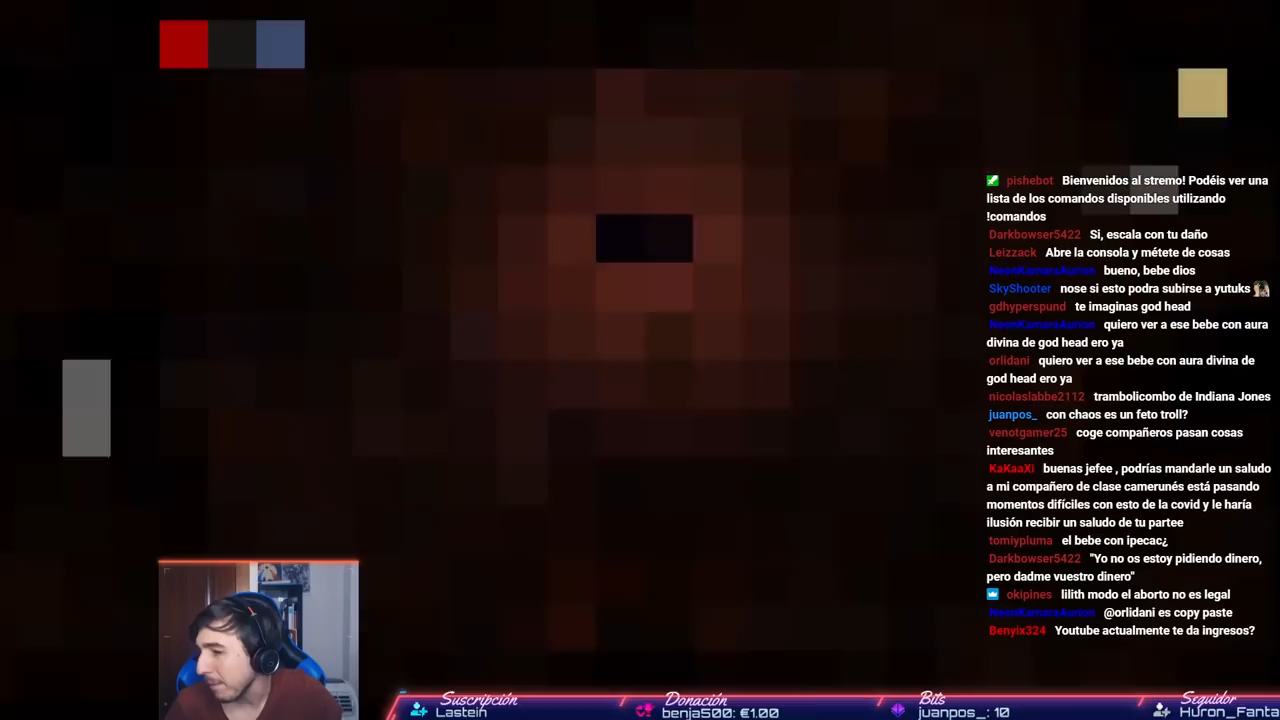 pishebot Bienvenidos al stremo! Podéis ver una
lista de los comandos disponibles utilizando
!comandos
Darkbowser5422 Si, escala con tu daño
Leizzack Abre la consola y métete de cosas
NeonKamaraAurion bueno, bebe dios
SkyShooter nose si esto podra subirse a yutuks
gdhyperspund te imaginas god head
NeonKamaraAurion quiero ver a ese bebe con aura
divina de god head ero ya
orlidani quiero ver a ese bebe con aura divina de
god head ero ya
nicolaslabbe2112 trambolicombo de Indiana Jones
juanpos_ con chaos es un feto troll?
venotgamer25 coge compañeros pasan cosas
interesantes
KaKaaXi buenas jefee , podrías mandarle un saludo
a mi compañero de clase camerunés está pasando
momentos difíciles con esto de la covid y le haría
ilusión recibir un saludo de tu partee
tomiypluma el bebe con ipecac¿
Darkbowser5422 "Yo no os estoy pidiendo dinero,
pero dadme vuestro dinero"
okipines lilith modo el aborto no es legal
NeonKamaraAurion @orlidani es copy paste
Benyix324 Youtube actualmente te da ingresos?
Suscripción Donación Bits Seguidor
Lastein benja500: €1.00 juanpos_: 10 Huron_Fanta